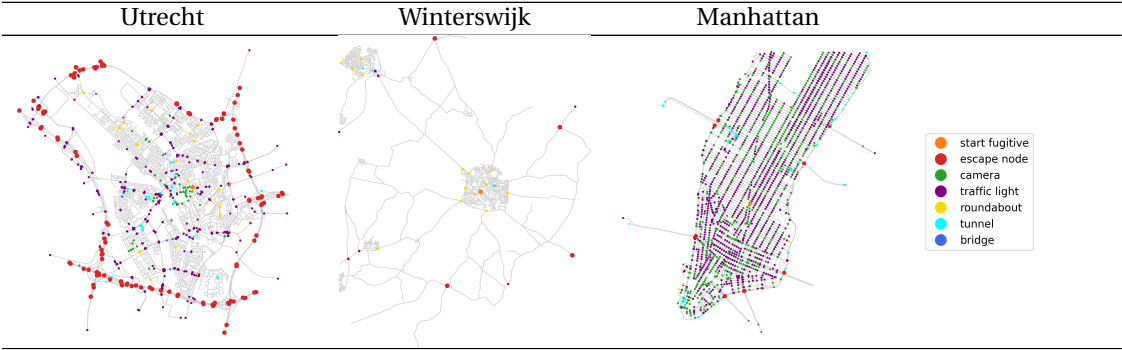 Utrecht Winterswijk Manhattan
start fugitive
escape node
camera
traffic light
roundabout
tunnel
bridge